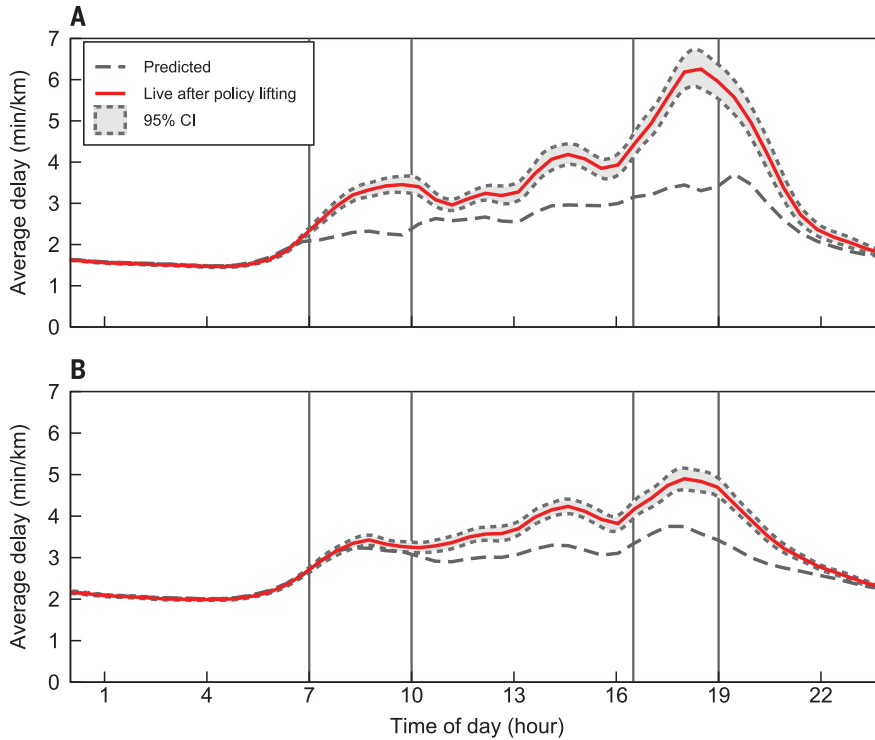 A
Average delay (min/km)
7
6
5
4
3
2
1
0
Predicted
Live after policy lifting
95% CI
B
Average delay (min/km)
7
6
5
4
3
2
1
0
1 4 7 10 13 16 19 22
Time of day (hour)